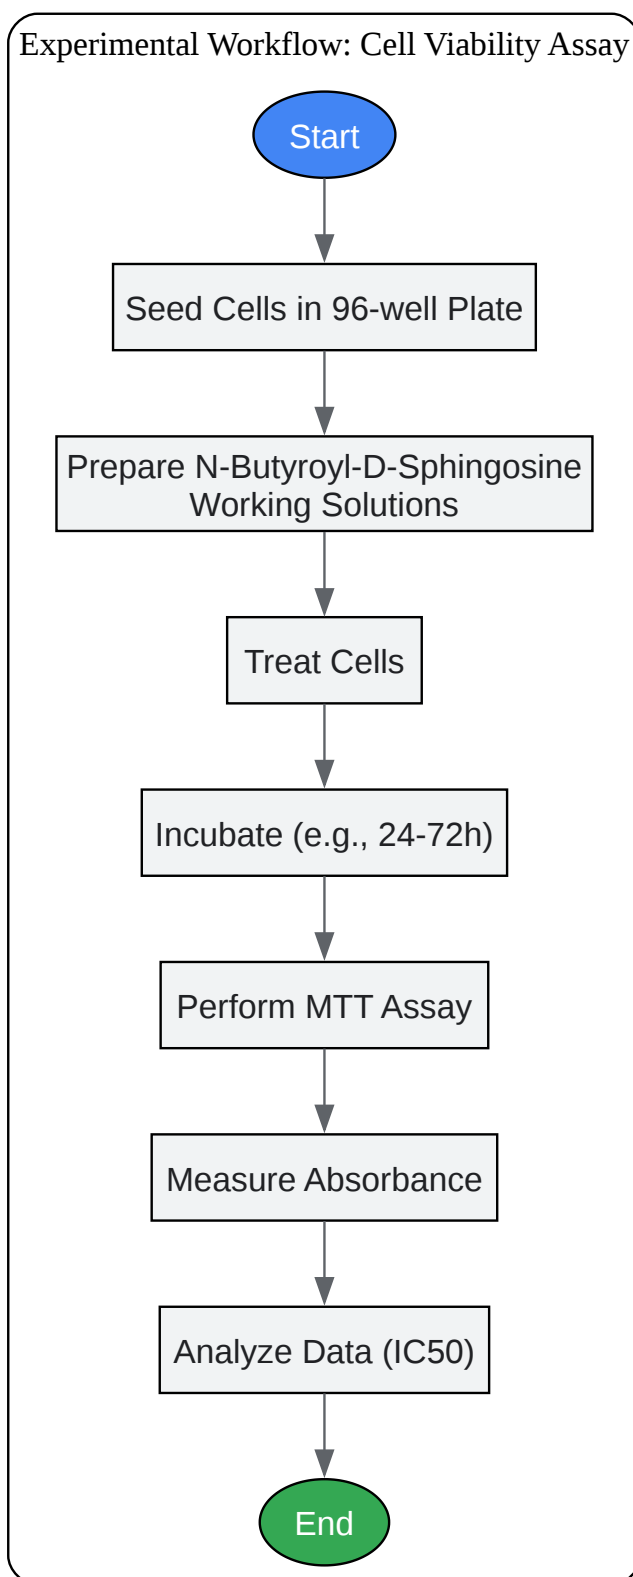 Experimental Workflow: Cell Viability Assay
Start
Seed Cells in 96-well Plate
Prepare N-Butyroyl-D-Sphingosine
Working Solutions
Treat Cells
Incubate (e.g., 24-72h)
Perform MTT Assay
Measure Absorbance
Analyze Data (IC50)
End